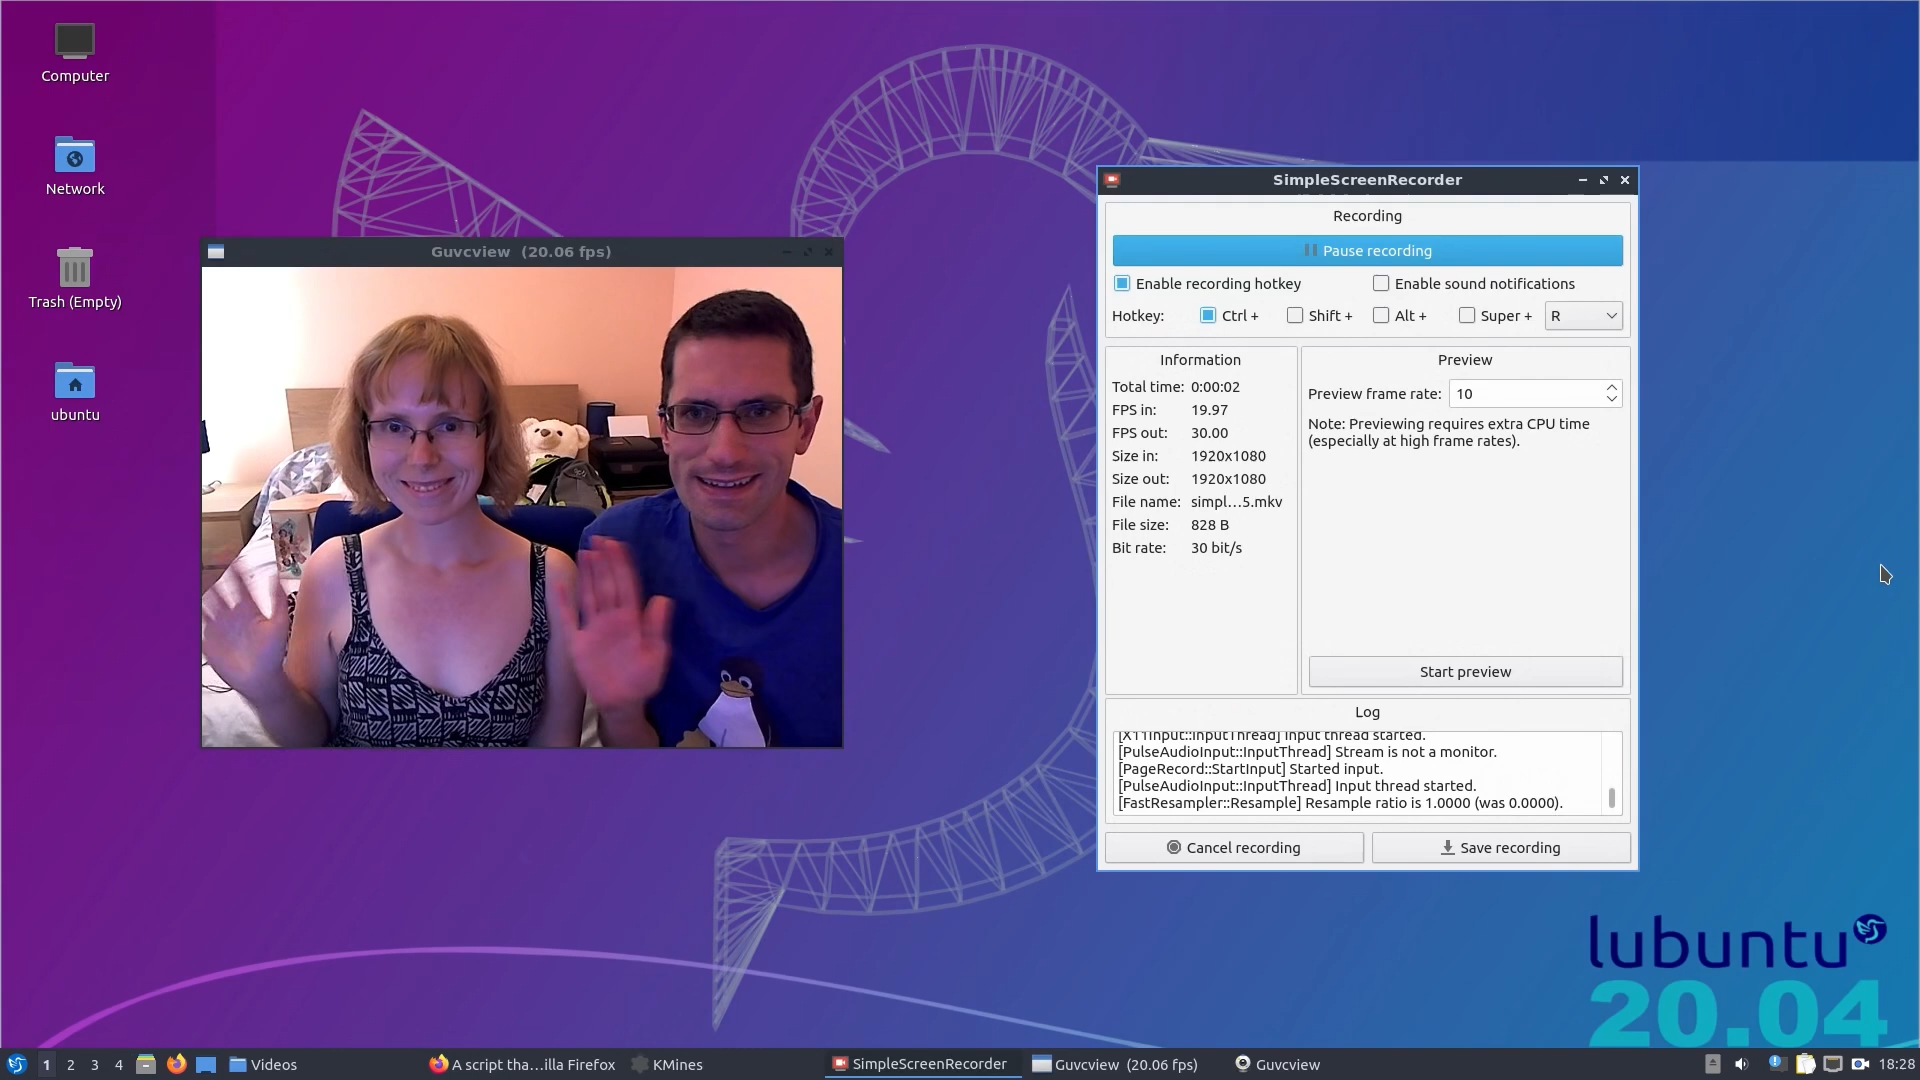 Computer
Network
Trash (Empty)
ubuntu
Guvcview (20.06 fps)
SimpleScreenRecorder
Recording
Pause recording
Enable recording hotkey
Enable sound notifications
Hotkey: Ctrl + Shift + Alt + Super + R
Information
Total time: 0:00:02
FPS in: 19.97
FPS out: 30.00
Size in: 1920x1080
Size out: 1920x1080
File name: simpl...5.mkv
File size: 828 B
Bit rate: 30 bit/s
Preview
Preview frame rate: 10
Note: Previewing requires extra CPU time
(especially at high frame rates).
Start preview
Log
[X11Input::InputThread] Input thread started.
[PulseAudioInput::InputThread] Stream is not a monitor.
[PageRecord::StartInput] Started input.
[PulseAudioInput::InputThread] Input thread started.
[FastResampler::Resample] Resample ratio is 1.0000 (was 0.0000).
Cancel recording
Save recording
lubuntu
20.04
1 2 3 4 Videos A script tha...illa Firefox KMines SimpleScreenRecorder Guvcview (20.06 fps) Guvcview 18:28